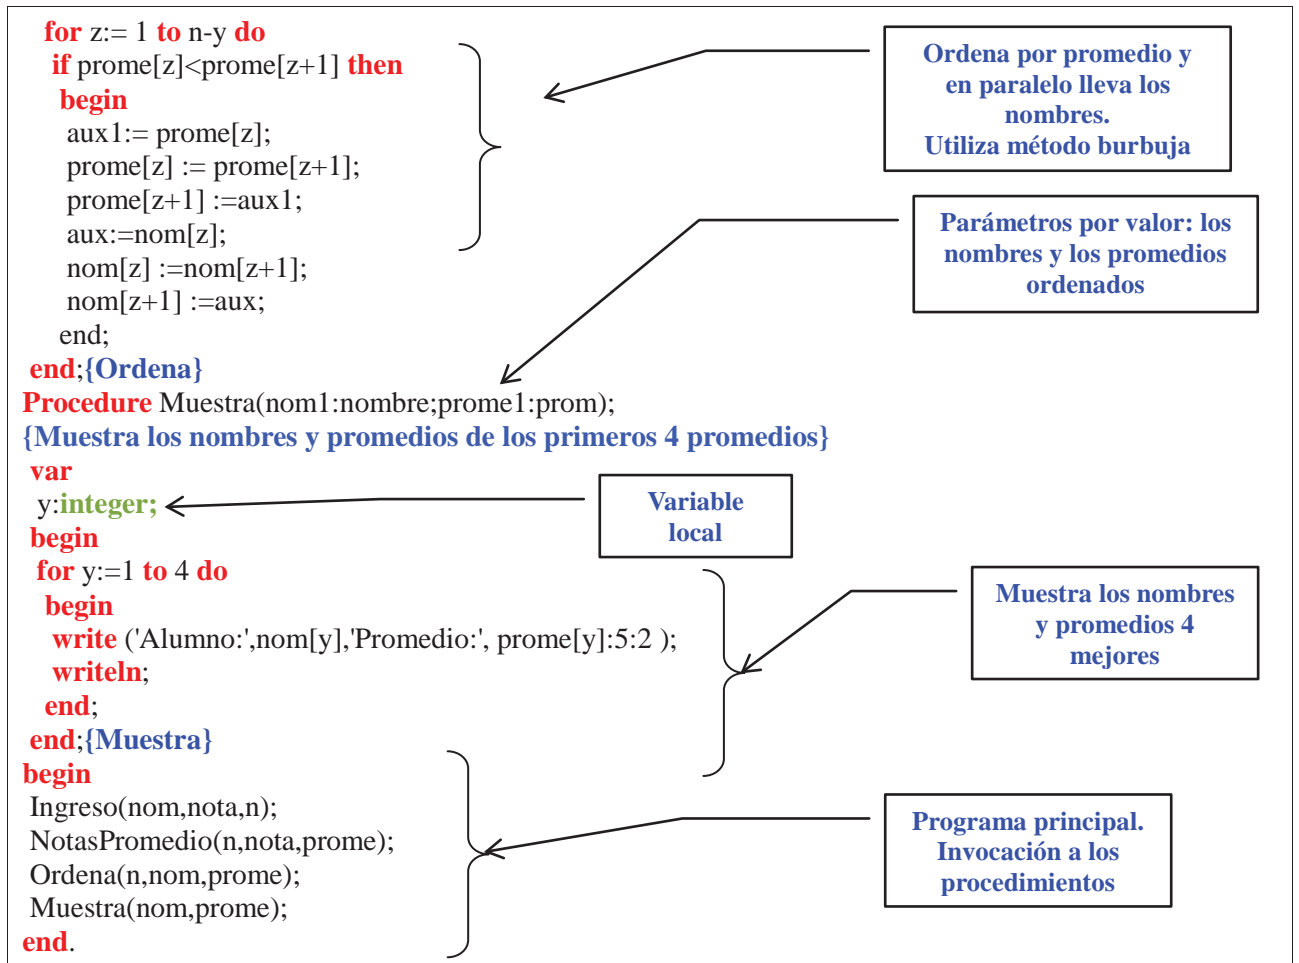 for z:= 1 to n-y do
if prome[z]<prome[z+1] then
begin
aux1:= prome[z];
prome[z] := prome[z+1];
prome[z+1] :=aux1;
aux:=nom[z];
nom[z] :=nom[z+1];
nom[z+1] :=aux;
end;
end;{Ordena}
Procedure Muestra(nom1:nombre;prome1:prom);
{Muestra los nombres y promedios de los primeros 4 promedios}
var
y:integer;
begin
for y:=1 to 4 do
begin
write ('Alumno:',nom[y],'Promedio:', prome[y]:5:2 );
writeln;
end;
end;{Muestra}
begin
Ingreso(nom,nota,n);
NotasPromedio(n,nota,prome);
Ordena(n,nom,prome);
Muestra(nom,prome);
end.
Ordena por promedio y
en paralelo lleva los
nombres.
Utiliza método burbuja
Parámetros por valor: los
nombres y los promedios
ordenados
Variable
local
Muestra los nombres
y promedios 4
mejores
Programa principal.
Invocación a los
procedimientos